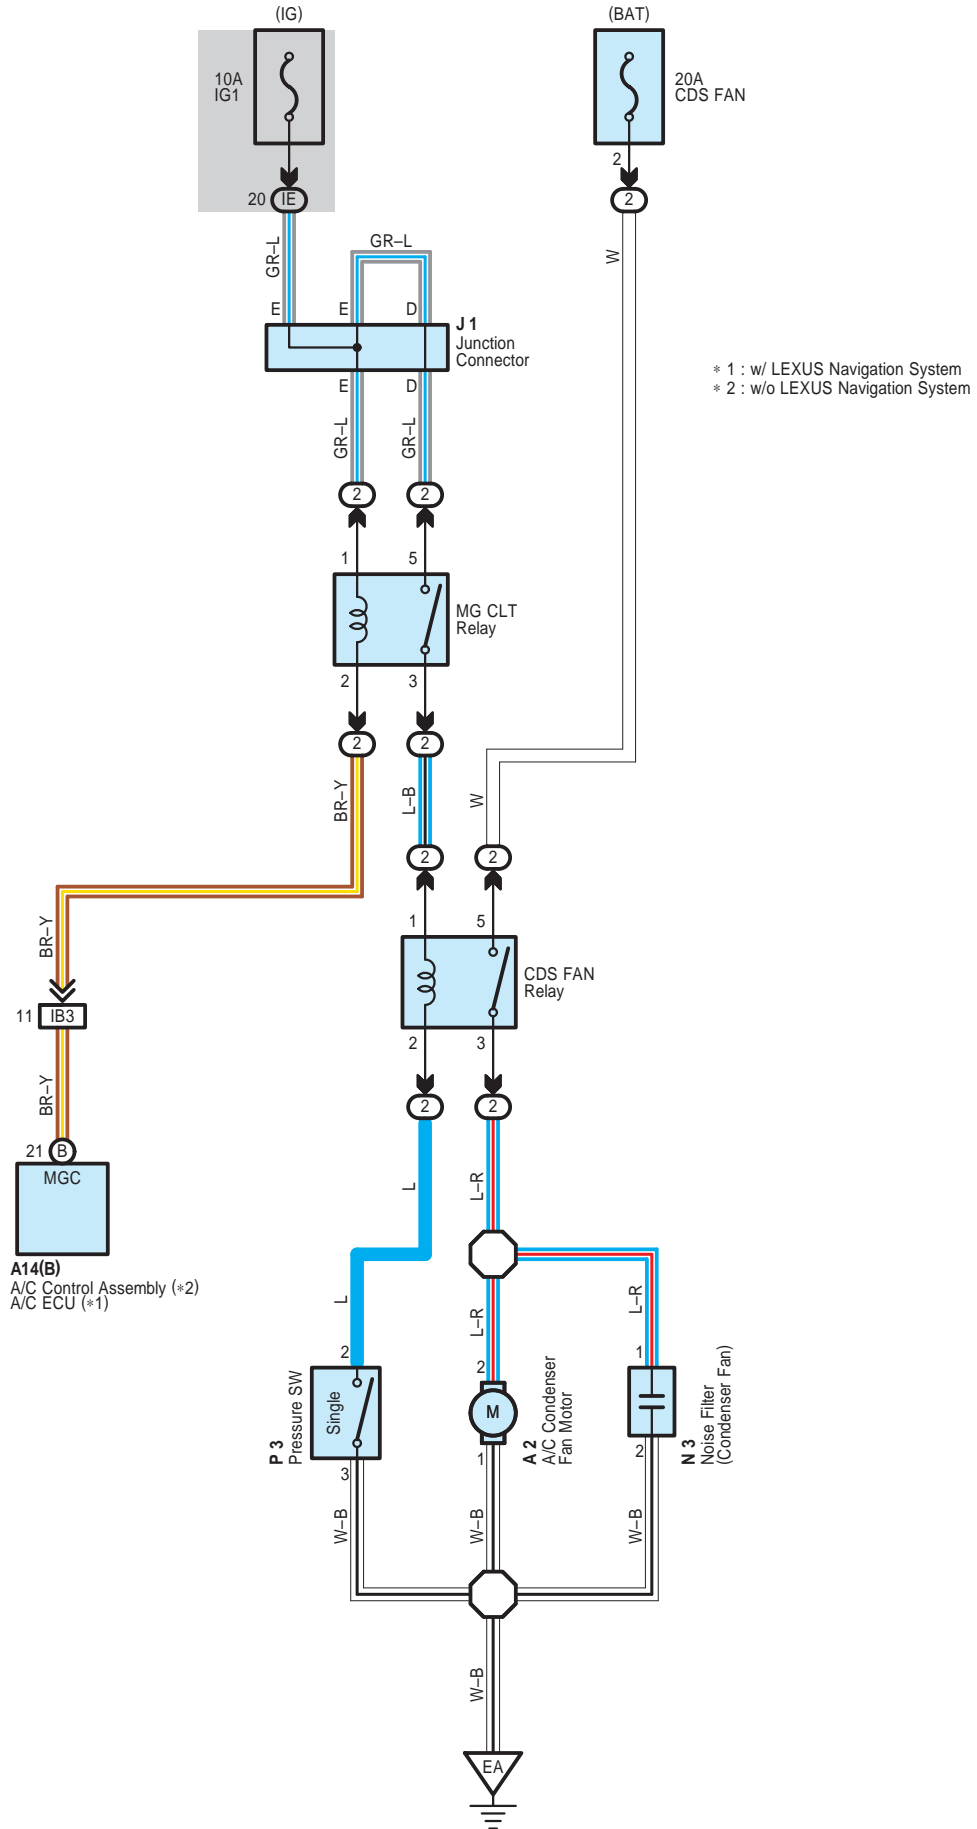 (IG)
(BAT)
10A
IG1
20A
CDS FAN
2
20
IE
2
GR–L
GR–L
W
E
E
D
J 1
Junction
Connector
E
D
∗ 1 : w/ LEXUS Navigation System
∗ 2 : w/o LEXUS Navigation System
GR–L
GR–L
2
2
1
5
MG CLT
Relay
2
3
2
2
BR–Y
L–B
W
2
2
1
5
BR–Y
CDS FAN
Relay
11
IB3
2
3
BR–Y
2
2
21
B
MGC
L
L–R
A14(B)
A/C Control Assembly (∗2)
A/C ECU (∗1)
L
L–R
L–R
2
2
1
P 3
Pressure SW
Single
M
A 2
A/C Condenser
Fan Motor
N 3
Noise Filter
(Condenser Fan)
3
1
2
W–B
W–B
W–B
W–B
EA